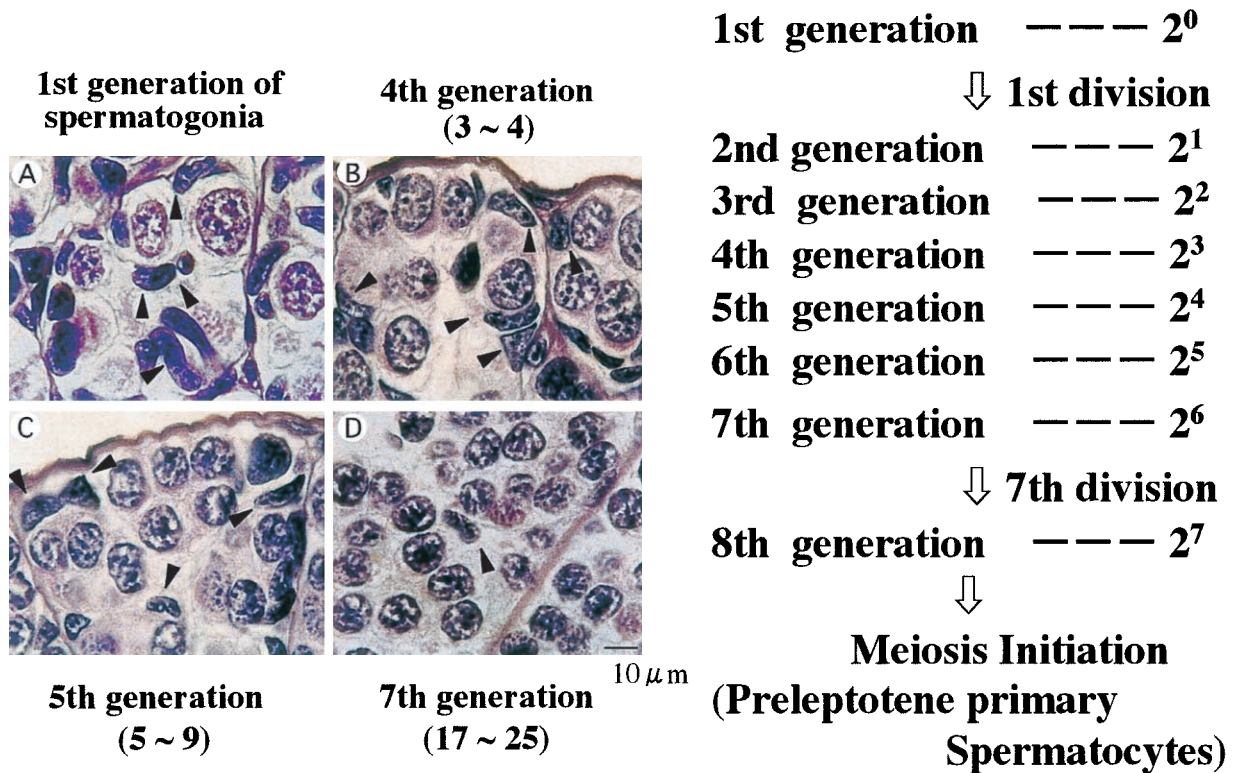 1st generation of
spermatogonia
4th generation
(3 ~ 4)
A
B
C
D
10 μm
5th generation
(5 ~ 9)
7th generation
(17 ~ 25)
1st generation — — — 2⁰
⇩ 1st division
2nd generation — — — 2¹
3rd generation — — — 2²
4th generation — — — 2³
5th generation — — — 2⁴
6th generation — — — 2⁵
7th generation — — — 2⁶
⇩ 7th division
8th generation — — — 2⁷
⇩
Meiosis Initiation
(Preleptotene primary
Spermatocytes)